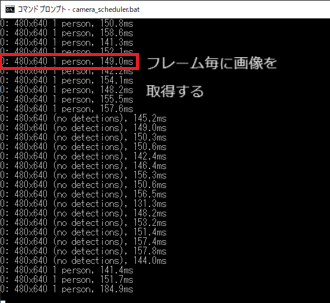 コマンド プロンプト - camera_scheduler.bat
0: 480x640 1 person, 150.8ms
0: 480x640 1 person, 158.6ms
0: 480x640 1 person, 141.3ms
0: 480x640 1 person, 152.1ms
0: 480x640 1 person, 149.0ms
フレーム毎に画像を
0: 480x640 1 person, 142.2ms
0: 480x640 1 person, 154.1ms
0: 480x640 1 person, 148.2ms
取得する
0: 480x640 1 person, 155.5ms
0: 480x640 1 person, 157.6ms
0: 480x640 (no detections), 145.2ms
0: 480x640 (no detections), 149.0ms
0: 480x640 (no detections), 150.3ms
0: 480x640 (no detections), 150.6ms
0: 480x640 (no detections), 142.4ms
0: 480x640 (no detections), 146.4ms
0: 480x640 (no detections), 156.3ms
0: 480x640 (no detections), 150.6ms
0: 480x640 (no detections), 156.5ms
0: 480x640 (no detections), 131.3ms
0: 480x640 (no detections), 148.2ms
0: 480x640 (no detections), 153.2ms
0: 480x640 (no detections), 151.4ms
0: 480x640 (no detections), 157.4ms
0: 480x640 (no detections), 157.8ms
0: 480x640 (no detections), 144.0ms
0: 480x640 1 person, 141.4ms
0: 480x640 1 person, 151.7ms
0: 480x640 1 person, 184.9ms